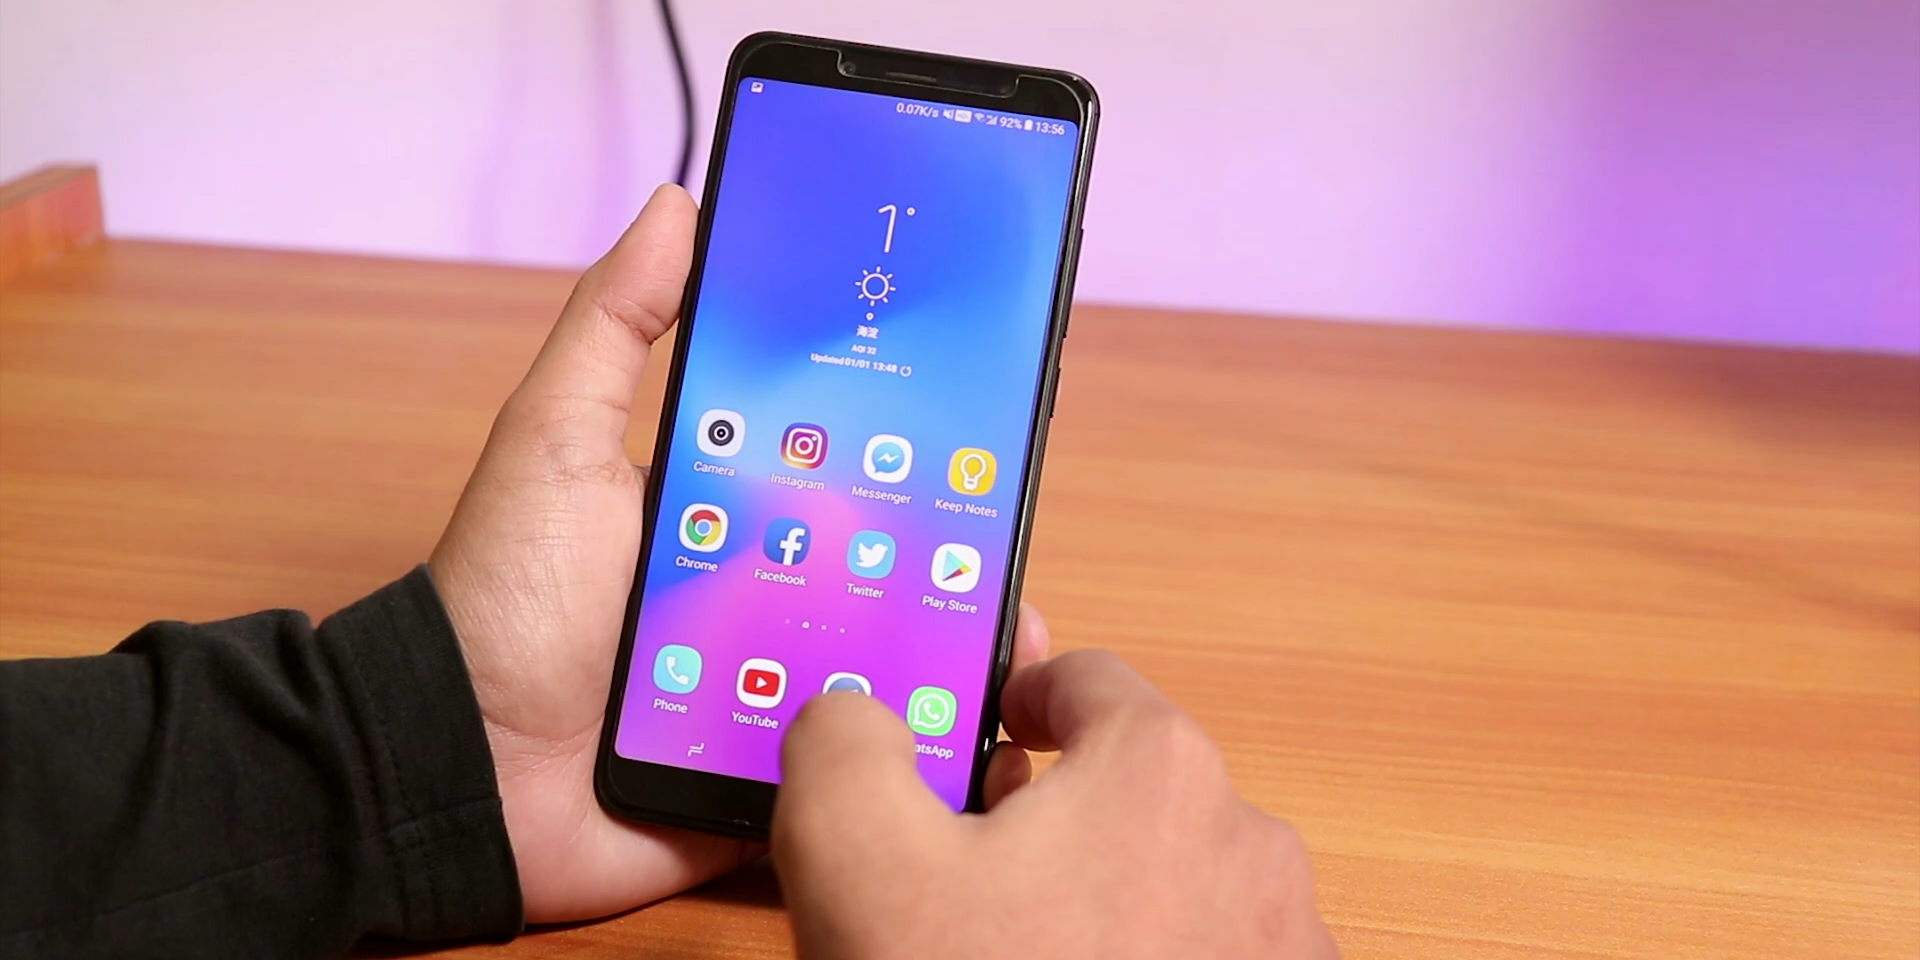 0.07K/s 92% 13:56
1°
海淀
AQI 32
Updated 01/01 13:48
Camera Instagram Messenger Keep Notes
Chrome Facebook Twitter Play Store
Phone YouTube atsApp